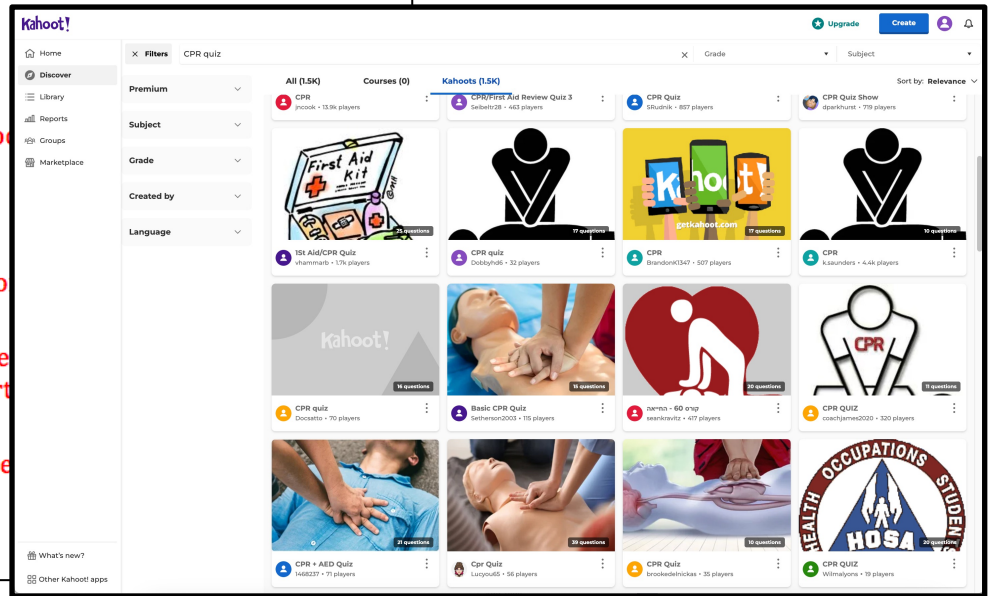 Kahoot!
Upgrade
Create
Home
Discover
Library
Reports
Groups
Marketplace
What's new?
Other Kahoot! apps
× Filters
CPR quiz
Grade
Subject
Premium
Subject
Grade
Created by
Language
All (1.5K)
Courses (0)
Kahoots (1.5K)
Sort by: Relevance
CPR
jncook • 13.9k players
CPR/First Aid Review Quiz 3
Seibeltr28 • 463 players
CPR Quiz
SRudnik • 857 players
CPR Quiz Show
dparkhurst • 719 players
First Aid
Kit
25 questions
1St Aid/CPR Quiz
vhammarb • 1.7k players
17 questions
CPR quiz
Dobbyhd6 • 32 players
Kahoot!
getkahoot.com
17 questions
CPR
BrandonK1347 • 507 players
10 questions
CPR
k.saunders • 4.4k players
Kahoot!
16 questions
CPR quiz
Docsatto • 70 players
15 questions
Basic CPR Quiz
Setherson2003 • 115 players
20 questions
קורס 60 - החייאה
seankravitz • 417 players
CPR
11 questions
CPR QUIZ
coachjames2020 • 320 players
21 questions
CPR + AED Quiz
1468237 • 71 players
39 questions
Cpr Quiz
Lucyou65 • 56 players
10 questions
CPR Quiz
brookedelnickas • 35 players
HEALTH OCCUPATIONS STUDEN
HOSA
20 questions
CPR QUIZ
Wilmalyons • 19 players